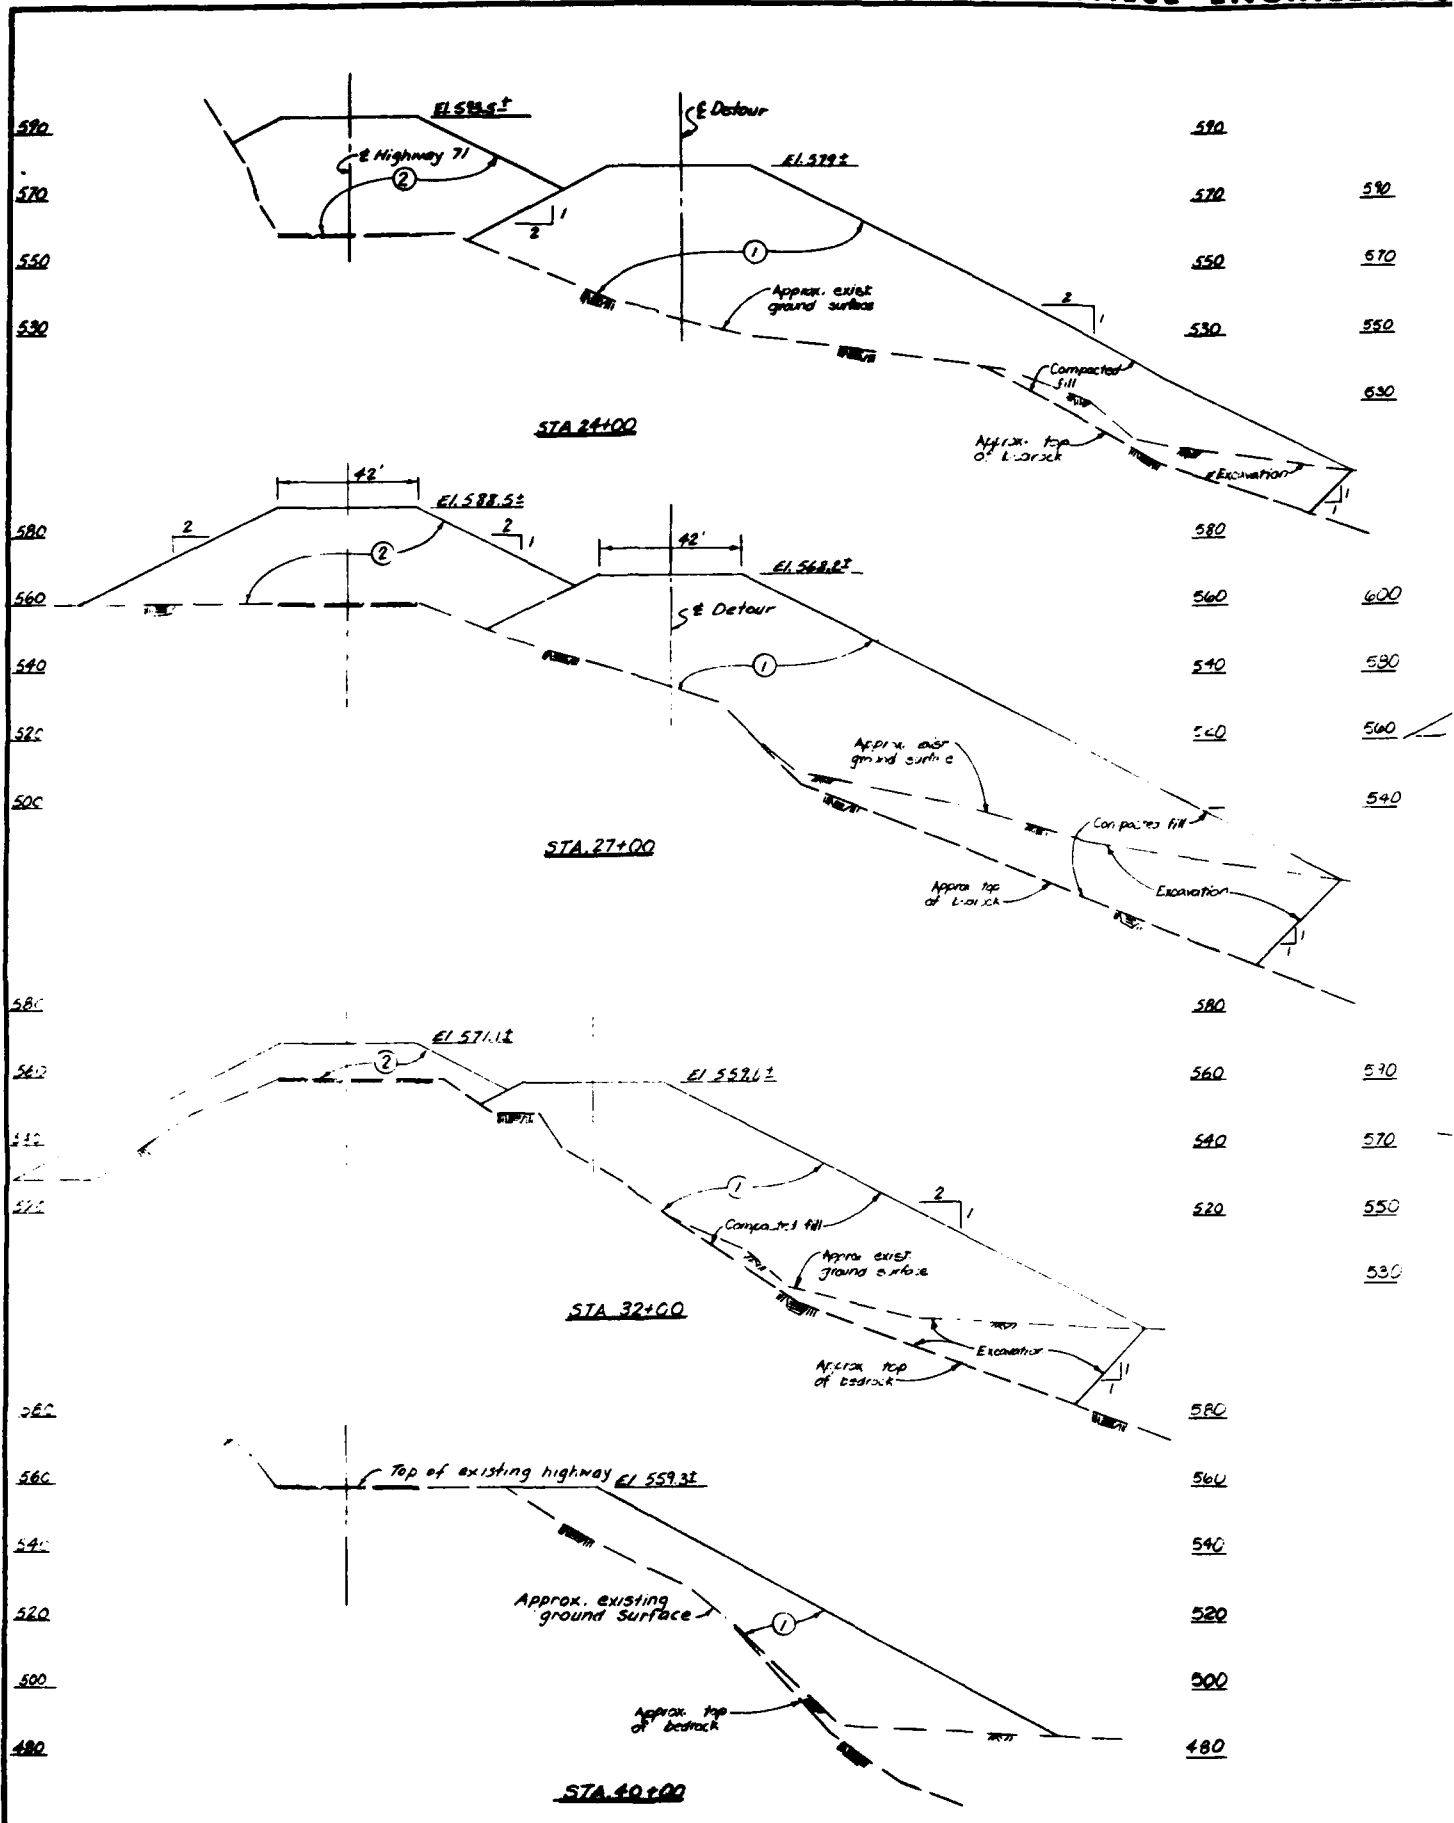 590
570
550
530
℄ Highway 71
2
℄ Detour
El. 579±
1
Approx. exist
ground surface
2
1
2
1
Compacted
fill
Approx. top
of bedrock
Excavation
1
1
590
570
550
530
590
570
550
530
STA 24+00
580
560
540
520
500
42'
El. 588.5±
2
2
1
2
42'
El. 568.2±
℄ Detour
1
Approx exist
ground surface
Compacted fill
Approx top
of bedrock
Excavation
1
1
580
560
540
600
580
560
540
STA. 27+00
580
560
El 571.1±
2
1
Compacted fill
2
1
Approx exist.
ground surface
Excavation
Approx top
of bedrock
1
1
580
560
540
520
570
550
530
STA 32+00
560
540
520
500
480
Top of existing highway
El 559.3±
Approx. existing
ground surface
1
Approx. top
of bedrock
580
560
540
520
500
480
STA. 40+00